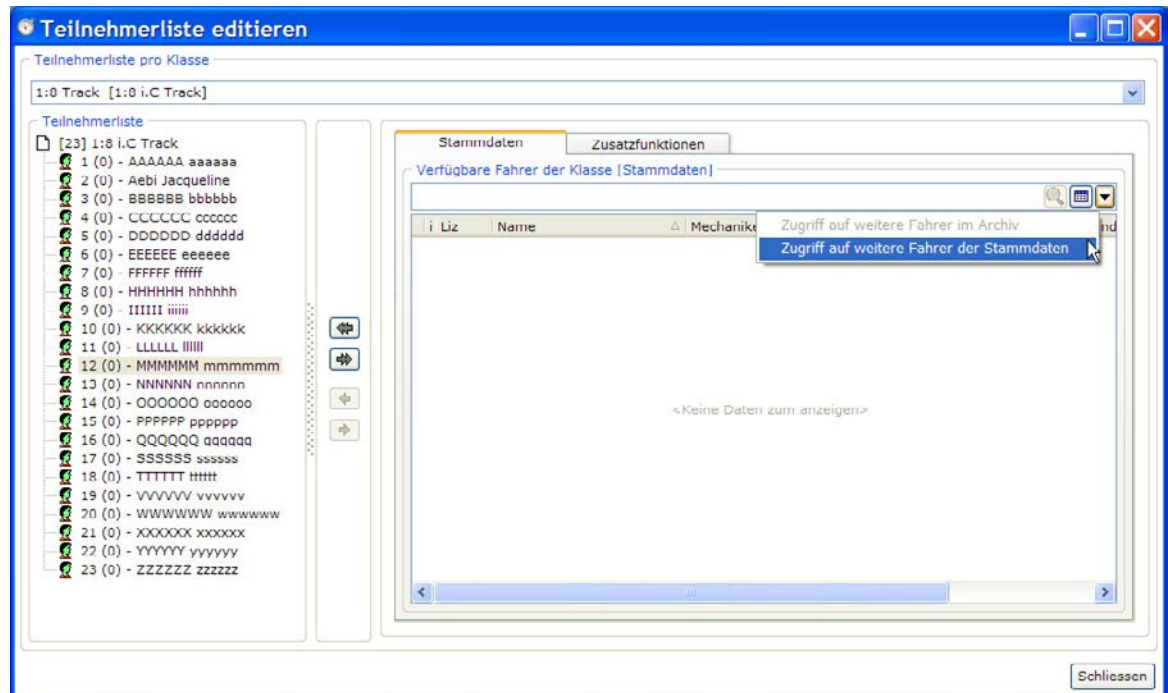 Teilnehmerliste editieren
Teilnehmerliste pro Klasse
1:8 Track [1:8 i.C Track]
Teilnehmerliste
[23] 1:8 i.C Track
1 (0) - AAAAAA aaaaaa
2 (0) - Aebi Jacqueline
3 (0) - BBBBBB bbbbbb
4 (0) - CCCCCC cccccc
5 (0) - DDDDDD dddddd
6 (0) - EEEEEE eeeeee
7 (0) - FFFFFF ffffff
8 (0) - HHHHHH hhhhhh
9 (0) - IIIIII iiiiii
10 (0) - KKKKKK kkkkkk
11 (0) - LLLLLL llllll
12 (0) - MMMMMM mmmmmm
13 (0) - NNNNNN nnnnnn
14 (0) - OOOOOO oooooo
15 (0) - PPPPPP pppppp
16 (0) - QQQQQQ qqqqqq
17 (0) - SSSSSS ssssss
18 (0) - TTTTTT tttttt
19 (0) - VVVVVV vvvvvv
20 (0) - WWWWWW wwwwww
21 (0) - XXXXXX xxxxxx
22 (0) - YYYYYY yyyyyy
23 (0) - ZZZZZZ zzzzzz
Stammdaten Zusatzfunktionen
Verfügbare Fahrer der Klasse [Stammdaten]
i Liz Name Mechanike nd
Zugriff auf weitere Fahrer im Archiv
Zugriff auf weitere Fahrer der Stammdaten
<Keine Daten zum anzeigen>
Schliessen